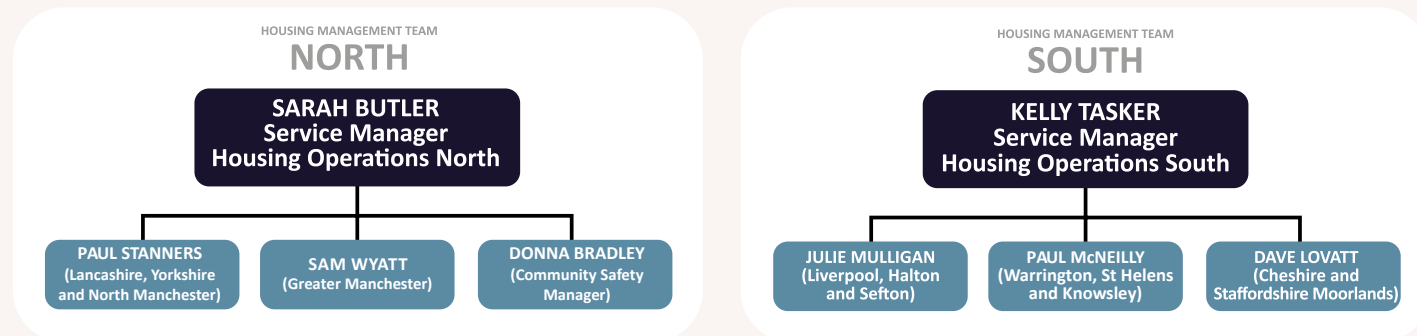 HOUSING MANAGEMENT TEAM
NORTH
SARAH BUTLER
Service Manager
Housing Operations North
PAUL STANNERS
(Lancashire, Yorkshire
and North Manchester)
SAM WYATT
(Greater Manchester)
DONNA BRADLEY
(Community Safety
Manager)
HOUSING MANAGEMENT TEAM
SOUTH
KELLY TASKER
Service Manager
Housing Operations South
JULIE MULLIGAN
(Liverpool, Halton
and Sefton)
PAUL McNEILLY
(Warrington, St Helens
and Knowsley)
DAVE LOVATT
(Cheshire and
Staffordshire Moorlands)